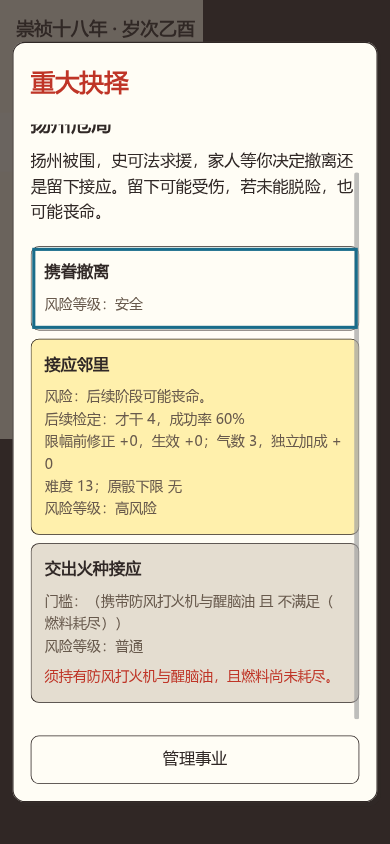 崇祯十八年 · 岁次乙酉
重大抉择
扬州危局
扬州被围，史可法求援，家人等你决定撤离还
是留下接应。留下可能受伤，若未能脱险，也
可能丧命。
携眷撤离
风险等级：安全
接应邻里
风险：后续阶段可能丧命。
后续检定：才干 4，成功率 60%
限幅前修正 +0，生效 +0；气数 3，独立加成 +
0
难度 13；原骰下限 无
风险等级：高风险
交出火种接应
门槛：（携带防风打火机与醒脑油 且 不满足（
燃料耗尽））
风险等级：普通
须持有防风打火机与醒脑油，且燃料尚未耗尽。
管理事业